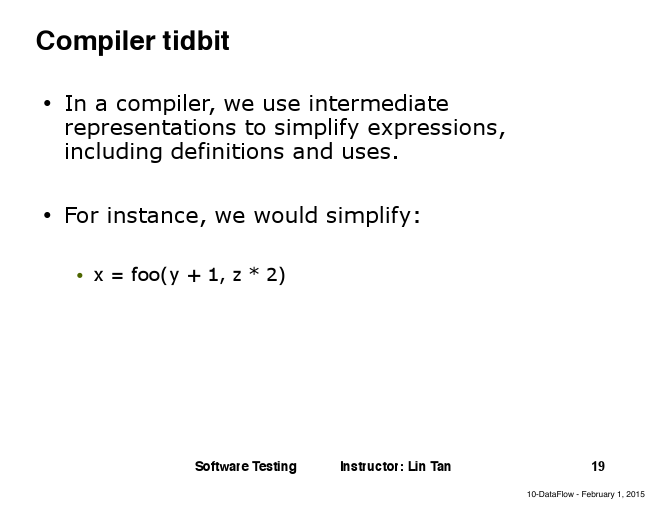 Compiler tidbit
• In a compiler, we use intermediate
representations to simplify expressions,
including definitions and uses.
• For instance, we would simplify:
• x = foo(y + 1, z * 2)
Software Testing Instructor: Lin Tan 19
10-DataFlow - February 1, 2015